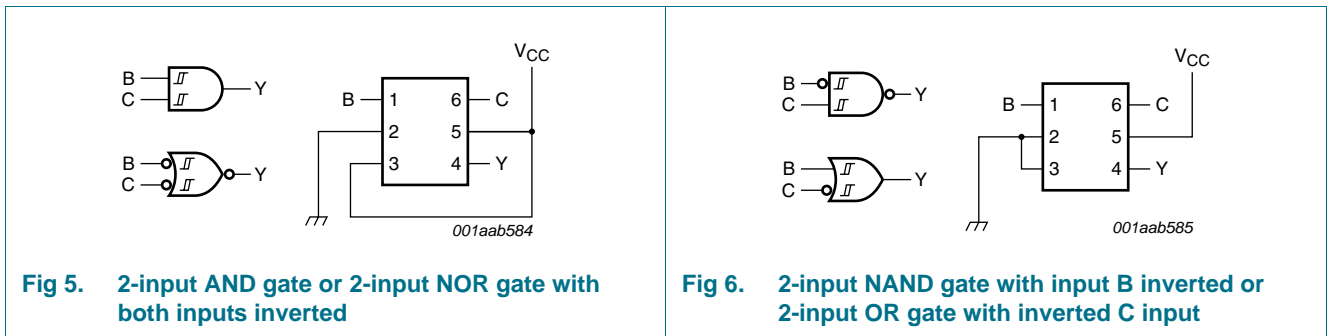 B
C
Y
B
C
Y
VCC
B 1 6 C
2 5
3 4 Y
001aab584
Fig 5. 2-input AND gate or 2-input NOR gate with
both inputs inverted
B
C
Y
B
C
Y
VCC
B 1 6 C
2 5
3 4 Y
001aab585
Fig 6. 2-input NAND gate with input B inverted or
2-input OR gate with inverted C input